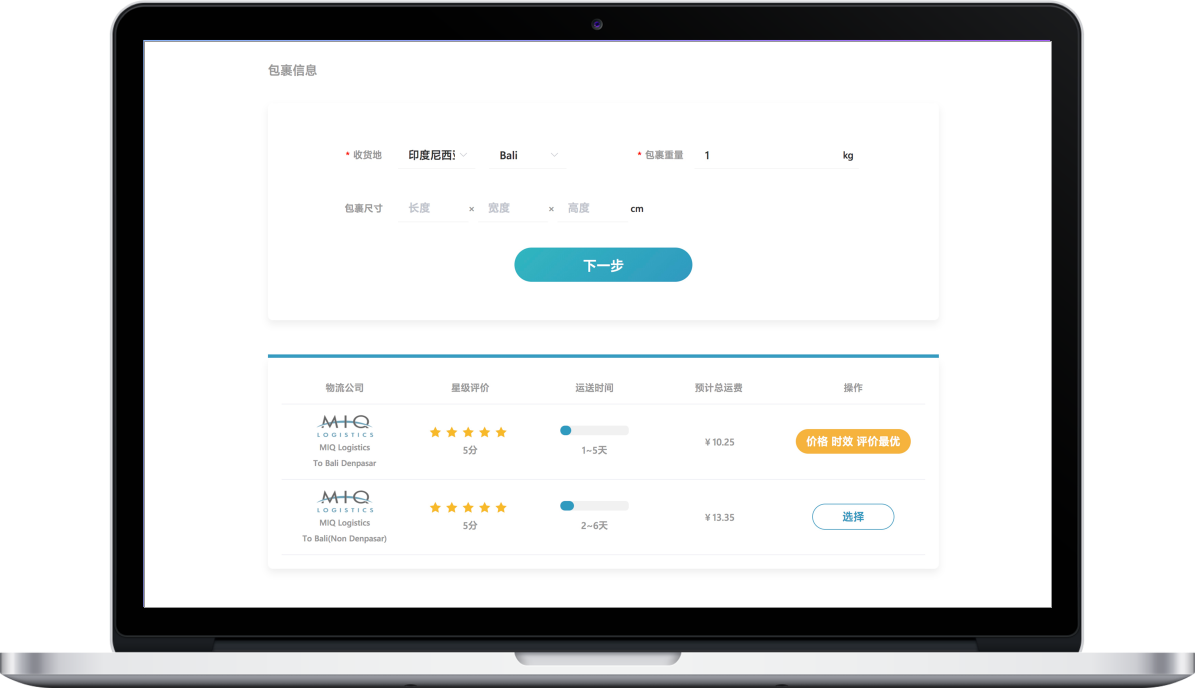 包裹信息
* 收货地 印度尼西 Bali * 包裹重量 1 kg
包裹尺寸 长度 × 宽度 × 高度 cm
下一步
物流公司 星级评价 运送时间 预计总运费 操作
MIQ
LOGISTICS
MIQ Logistics
To Bali Denpasar
5分
1~5天
¥10.25
价格 时效 评价最优
MIQ
LOGISTICS
MIQ Logistics
To Bali(Non Denpasar)
5分
2~6天
¥13.35
选择